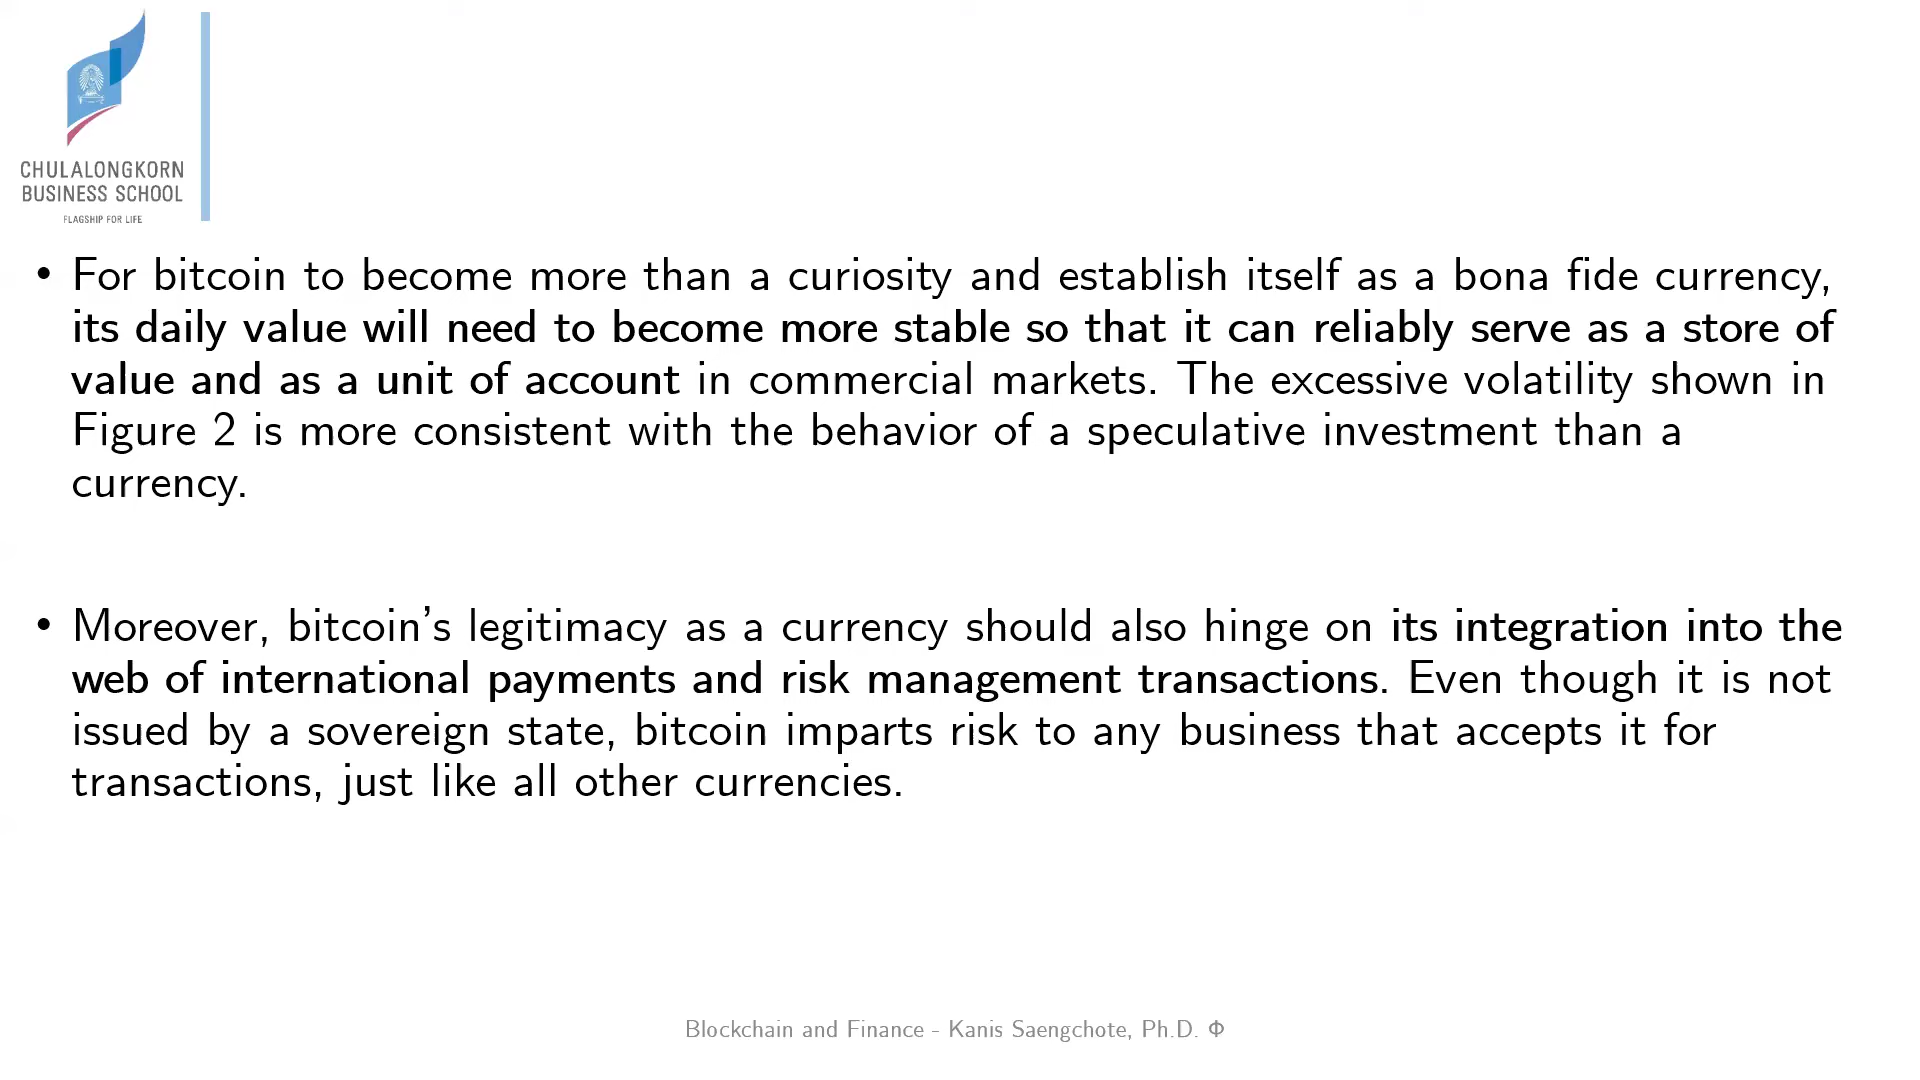 CHULALONGKORN
BUSINESS SCHOOL
FLAGSHIP FOR LIFE
• For bitcoin to become more than a curiosity and establish itself as a bona fide currency,
its daily value will need to become more stable so that it can reliably serve as a store of
value and as a unit of account in commercial markets. The excessive volatility shown in
Figure 2 is more consistent with the behavior of a speculative investment than a
currency.
• Moreover, bitcoin’s legitimacy as a currency should also hinge on its integration into the
web of international payments and risk management transactions. Even though it is not
issued by a sovereign state, bitcoin imparts risk to any business that accepts it for
transactions, just like all other currencies.
Blockchain and Finance - Kanis Saengchote, Ph.D. Φ